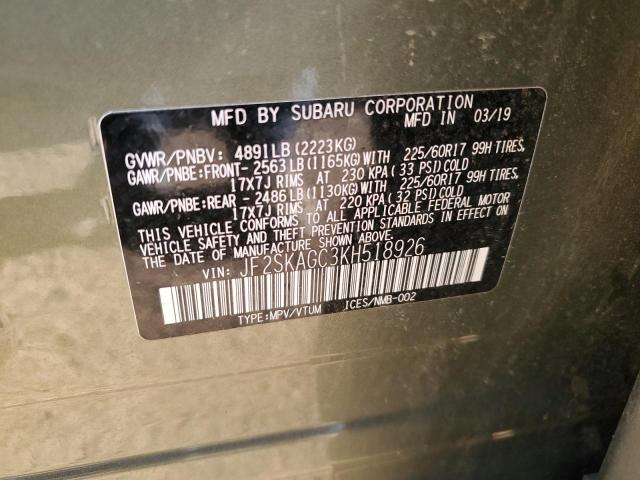 MFD BY SUBARU CORPORATION MFD IN 03/19
GVWR/PNBV: 4891LB(2223KG)
GAWR/PNBE:FRONT- 2563LB(1165KG)WITH 225/60R17 99H TIRES,
17X7J RIMS AT 230 KPA(33 PSI)COLD
GAWR/PNBE:REAR - 2486LB(1130KG)WITH 225/60R17 99H TIRES,
17X7J RIMS AT 220 KPA(32 PSI)COLD
THIS VEHICLE CONFORMS TO ALL APPLICABLE FEDERAL MOTOR
VEHICLE SAFETY AND THEFT PREVENTION STANDARDS IN EFFECT ON
THE DATE OF MANUFACTURE SHOWN ABOVE.
VIN: JF2SKAGC3KH518926
TYPE:MPV/VTUM ICES/NMB-002